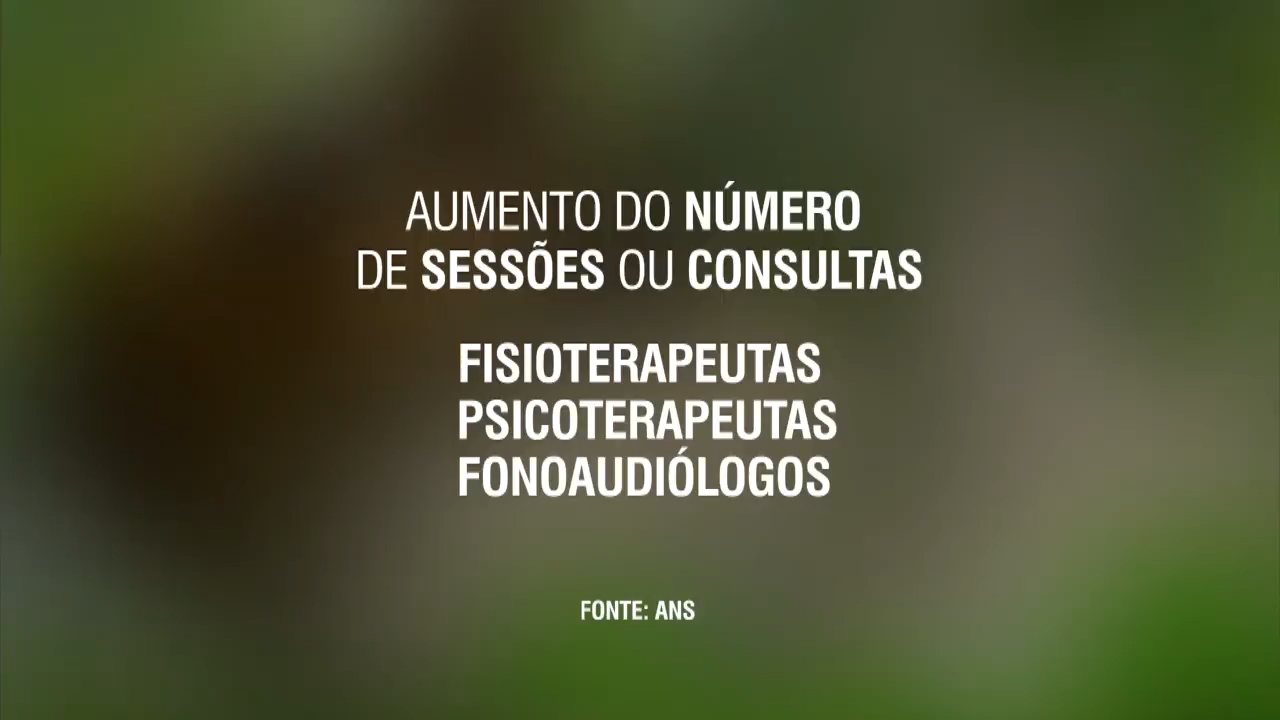 AUMENTO DO NÚMERO
DE SESSÕES OU CONSULTAS
FISIOTERAPEUTAS
PSICOTERAPEUTAS
FONOAUDIÓLOGOS
FONTE: ANS